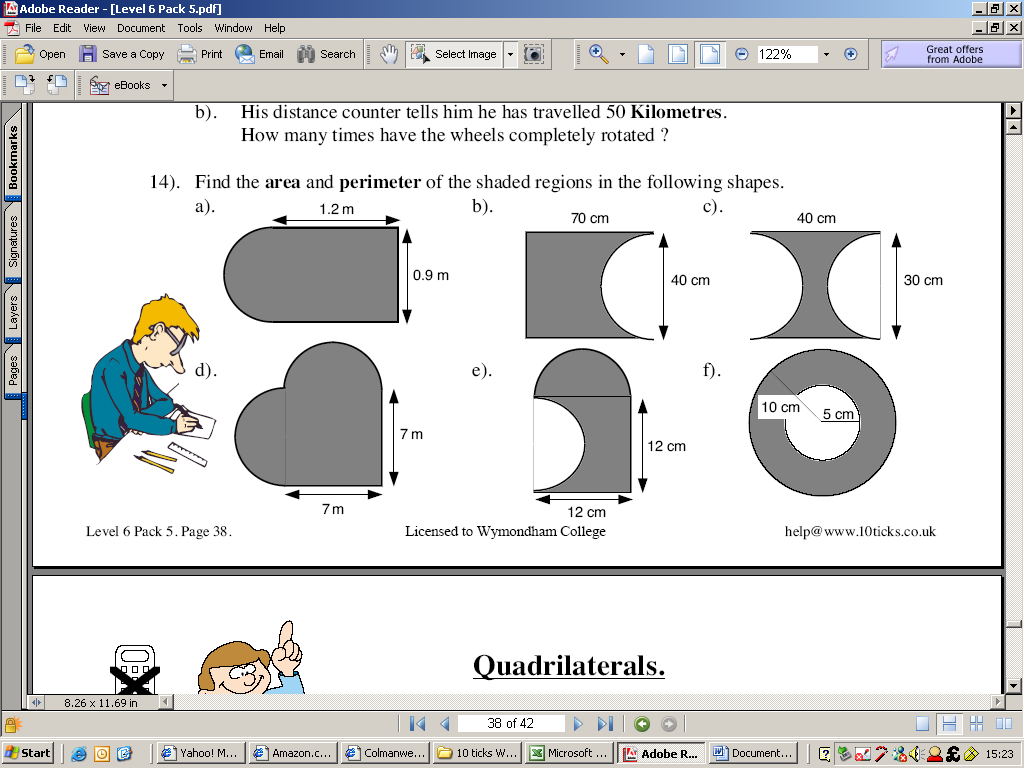 Adobe Reader - [Level 6 Pack 5.pdf]
File Edit View Document Tools Window Help
Open Save a Copy Print Email Search Select Image 122% Great offers from Adobe
eBooks
Bookmarks
Signatures
Layers
Pages
b). His distance counter tells him he has travelled 50 Kilometres.
How many times have the wheels completely rotated ?
14). Find the area and perimeter of the shaded regions in the following shapes.
a). 1.2 m b). 70 cm c). 40 cm
0.9 m 40 cm 30 cm
d). e). f).
10 cm 5 cm
7 m 12 cm
7 m 12 cm
Level 6 Pack 5. Page 38. Licensed to Wymondham College help@www.10ticks.co.uk
Quadrilaterals.
8.26 x 11.69 in
38 of 42
Start Yahoo! M... Amazon.c... Colmanwe... 10 ticks W... Microsoft ... Adobe R... Document... 15:23